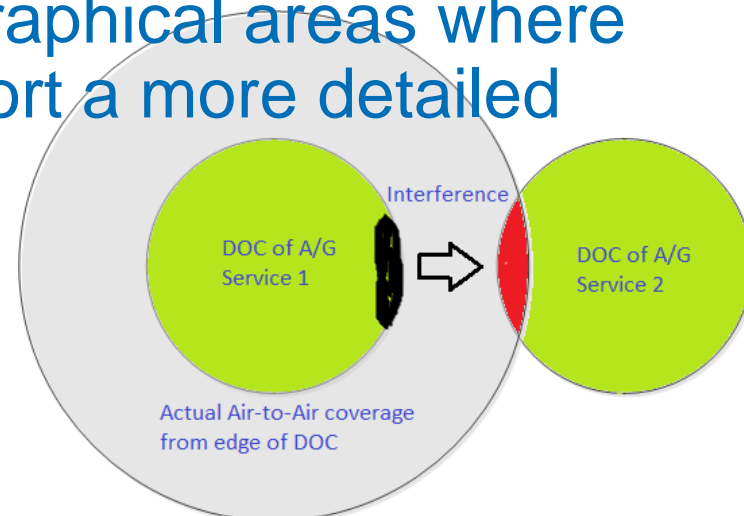 raphical areas where
ort a more detailed
Interference
DOC of A/G
Service 1
DOC of A/G
Service 2
Actual Air-to-Air coverage
from edge of DOC